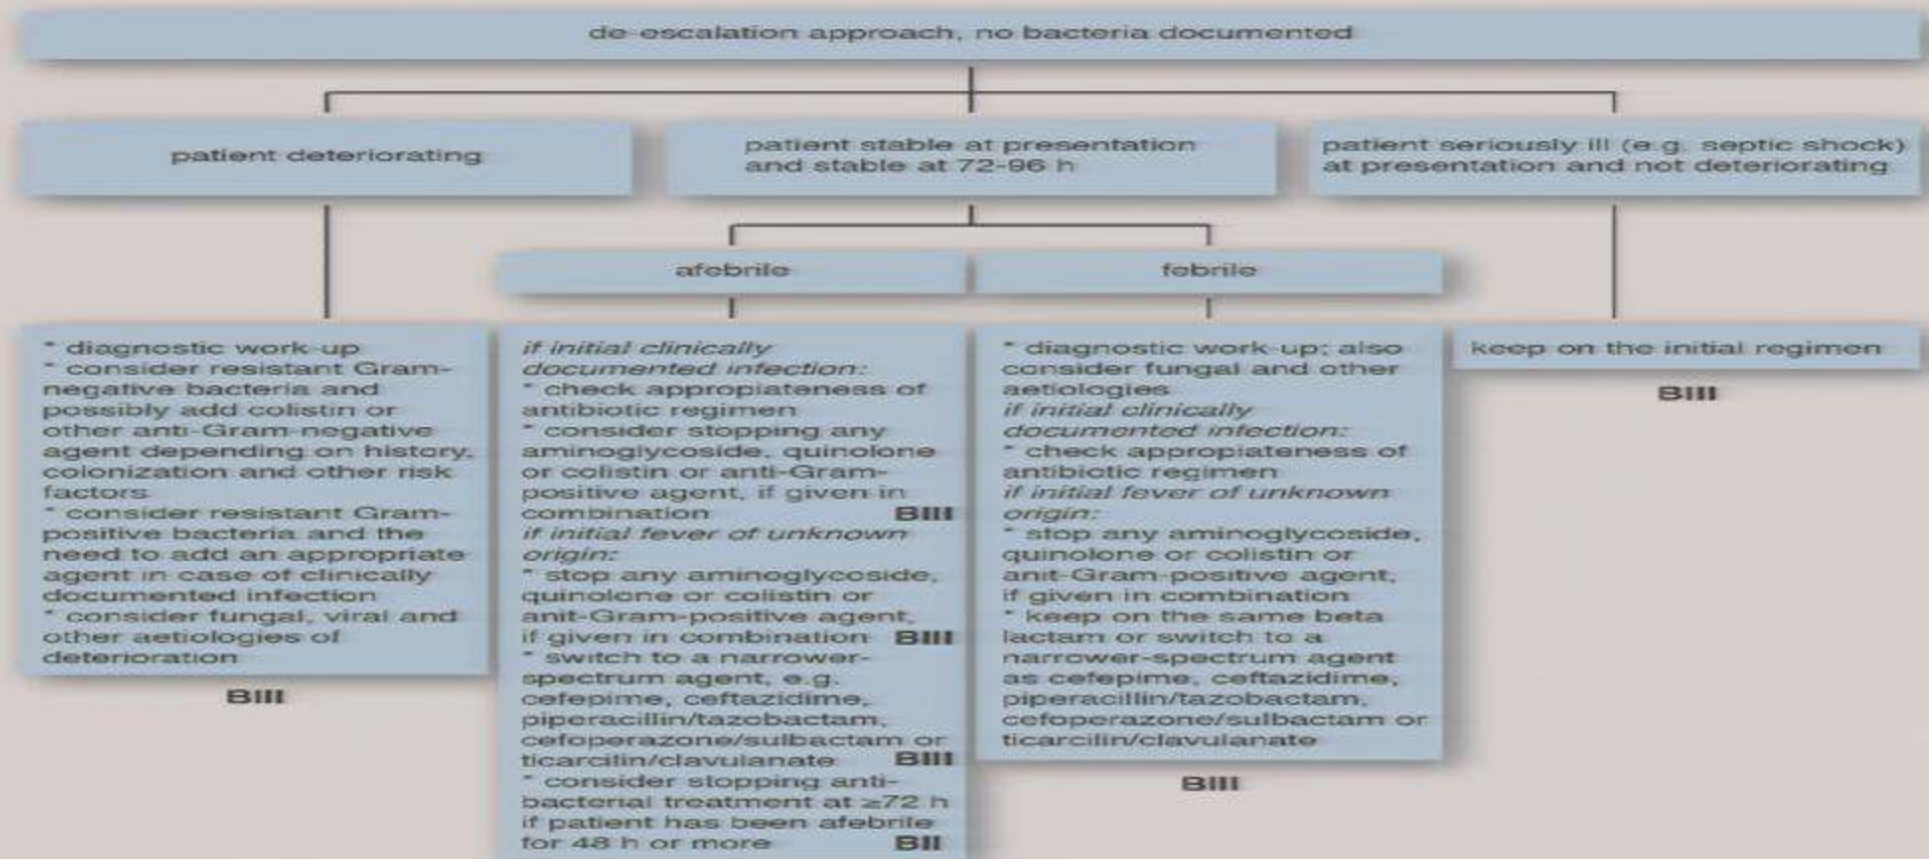 de-escalation approach, no bacteria documented
patient deteriorating
patient stable at presentation
and stable at 72-96 h
patient seriously ill (e.g. septic shock)
at presentation and not deteriorating
afebrile
febrile
* diagnostic work-up
* consider resistant Gram-
negative bacteria and
possibly add colistin or
other anti-Gram-negative
agent depending on history,
colonization and other risk
factors
* consider resistant Gram-
positive bacteria and the
need to add an appropriate
agent in case of clinically
documented infection
* consider fungal, viral and
other aetiologies of
deterioration
BIII
if initial clinically
documented infection:
* check appropiateness of
antibiotic regimen
* consider stopping any
aminoglycoside, quinolone
or colistin or anti-Gram-
positive agent, if given in
combination BIII
if initial fever of unknown
origin:
* stop any aminoglycoside,
quinolone or colistin or
anit-Gram-positive agent,
if given in combination BIII
* switch to a narrower-
spectrum agent, e.g.
cefepime, ceftazidime,
piperacillin/tazobactam,
cefoperazone/sulbactam or
ticarcilin/clavulanate BIII
* consider stopping anti-
bacterial treatment at ≥72 h
if patient has been afebrile
for 48 h or more BII
* diagnostic work-up; also
consider fungal and other
aetiologies
if initial clinically
documented infection:
* check appropiateness of
antibiotic regimen
if initial fever of unknown
origin:
* stop any aminoglycoside,
quinolone or colistin or
anit-Gram-positive agent,
if given in combination
* keep on the same beta
lactam or switch to a
narrower-spectrum agent
as cefepime, ceftazidime,
piperacillin/tazobactam,
cefoperazone/sulbactam or
ticarcilin/clavulanate
BIII
keep on the initial regimen
BIII